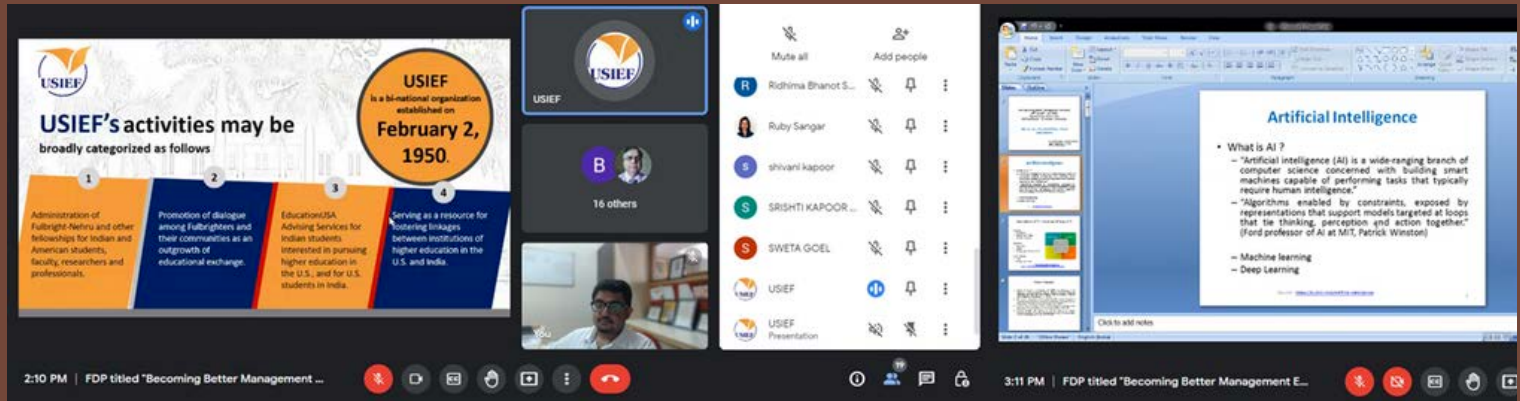 USIEF
USIEF's activities may be
broadly categorized as follows
USIEF
is a bi-national organization
established on
February 2,
1950.
1
Administration of
Fulbright-Nehru and other
fellowships for Indian and
American students,
faculty, researchers and
professionals.
2
Promotion of dialogue
among Fulbrighters and
their communities as an
outgrowth of
educational exchange.
3
EducationUSA
Advising Services for
Indian students
interested in pursuing
higher education in
the U.S., and for U.S.
students in India.
4
Serving as a resource for
fostering linkages
between institutions of
higher education in the
U.S. and India.
USIEF
USIEF
B
16 others
You
Mute all
Add people
R Ridhima Bhanot S...
Ruby Sangar
s shivani kapoor
S SRISHTI KAPOOR ...
S SWETA GOEL
USIEF
USIEF
Presentation
2:10 PM | FDP titled "Becoming Better Management ...
19
Artificial Intelligence
• What is AI ?
– "Artificial intelligence (AI) is a wide-ranging branch of
computer science concerned with building smart
machines capable of performing tasks that typically
require human intelligence."
– "Algorithms enabled by constraints, exposed by
representations that support models targeted at loops
that tie thinking, perception and action together."
(Ford professor of AI at MIT, Patrick Winston)
– Machine learning
– Deep Learning
Click to add notes
3:11 PM | FDP titled "Becoming Better Management E...